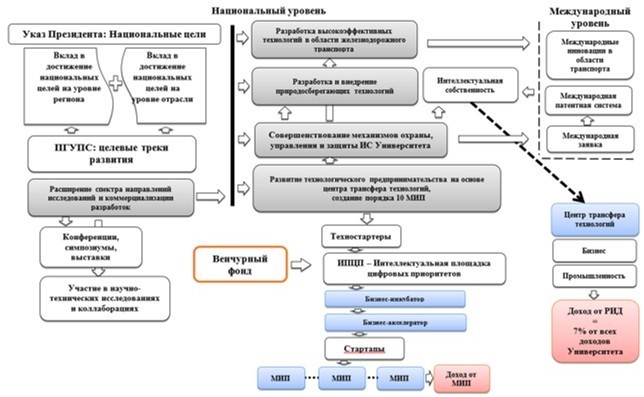 Национальный уровень
Международный
уровень
Указ Президента: Национальные цели
Вклад в
достижение
национальных
целей на уровне
региона
Вклад в
достижение
национальных
целей на
уровне отрасли
ПГУПС: целевые треки
развития
Расширение спектра направлений
исследований и коммерциализации
разработок
Конференции,
симпозиумы,
выставки
Участие в научно-
технических исследованиях
и коллаборациях
Разработка высокоэффективных
технологий в области железнодорожного
транспорта
Разработка и внедрение
природосберегающих технологий
Интеллектуальная
собственность
Совершенствование механизмов охраны,
управления и защиты ИС Университета
Развитие технологического предпринимательства на основе
центра трансфера технологий,
создание порядка 10 МИП
Международные
инновации в
области
транспорта
Международная
патентная система
Международная
заявка
Техностартеры
Венчурный
фонд
ИПЦП – Интеллектуальная площадка
цифровых приоритетов
Бизнес-инкубатор
Бизнес-акселератор
Стартапы
МИП
МИП
МИП
Доход от
МИП
Центр трансфера
технологий
Бизнес
Промышленность
Доход от РИД
=
7% от всех
доходов
Университета